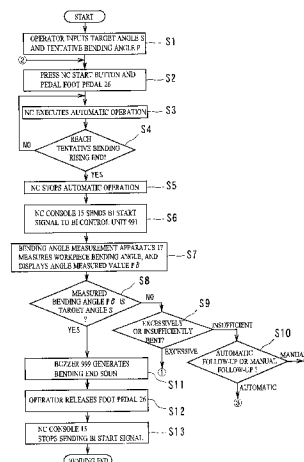 START
OPERATOR INPUTS TARGET ANGLE S
AND TENTATIVE BINDING ANGLE P
S1
②
PRESS NC START BUTTON AND
PEDAL FOOT PEDAL 26
S2
NC EXECUTES AUTOMATIC OPERATION
S3
REACH
TENTATIVE BENDING
RISING END?
S4
NO
YES
NC STOPS AUTOMATIC OPERATION
S5
NC CONSOLE 15 SENDS BI START
SIGNAL TO BI CONTROL UNIT 991
S6
BINDING ANGLE MEASUREMENT APPARATUS 17
MEASURES WORKPIECE BENDING ANGLE, AND
DISPLAYS ANGLE MEASURED VALUE
S7
MEASURED
BENDING ANGLE IS
TARGET ANGLE S
?
S8
NO
YES
EXCESSIVELY
OR INSUFFICIENTLY
BENT?
S9
INSUFFICIENT
EXCESSIVE
①
AUTOMATIC
FOLLOW-UP OR MANUAL
FOLLOW-UP ?
S10
MANUAL
AUTOMATIC
③
BUZZER 999 GENERATES
BENDING END SOUN
S11
OPERATOR RELEASES FOOT PEDAL 26
S12
NC CONSOLE 15
STOPS SENDING BI START SIGNAL
S13
BENDING END